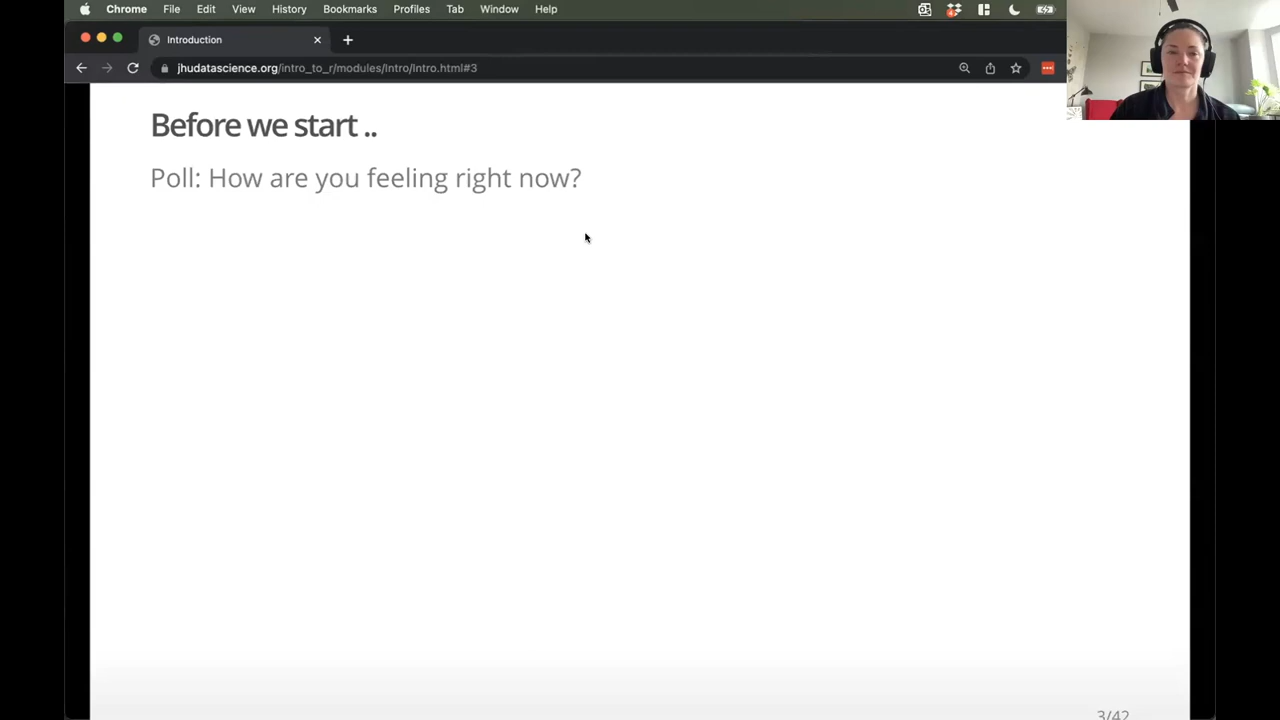 Chrome File Edit View History Bookmarks Profiles Tab Window Help
Introduction
jhudatascience.org/intro_to_r/modules/Intro/Intro.html#3
Before we start ..
Poll: How are you feeling right now?
3/42